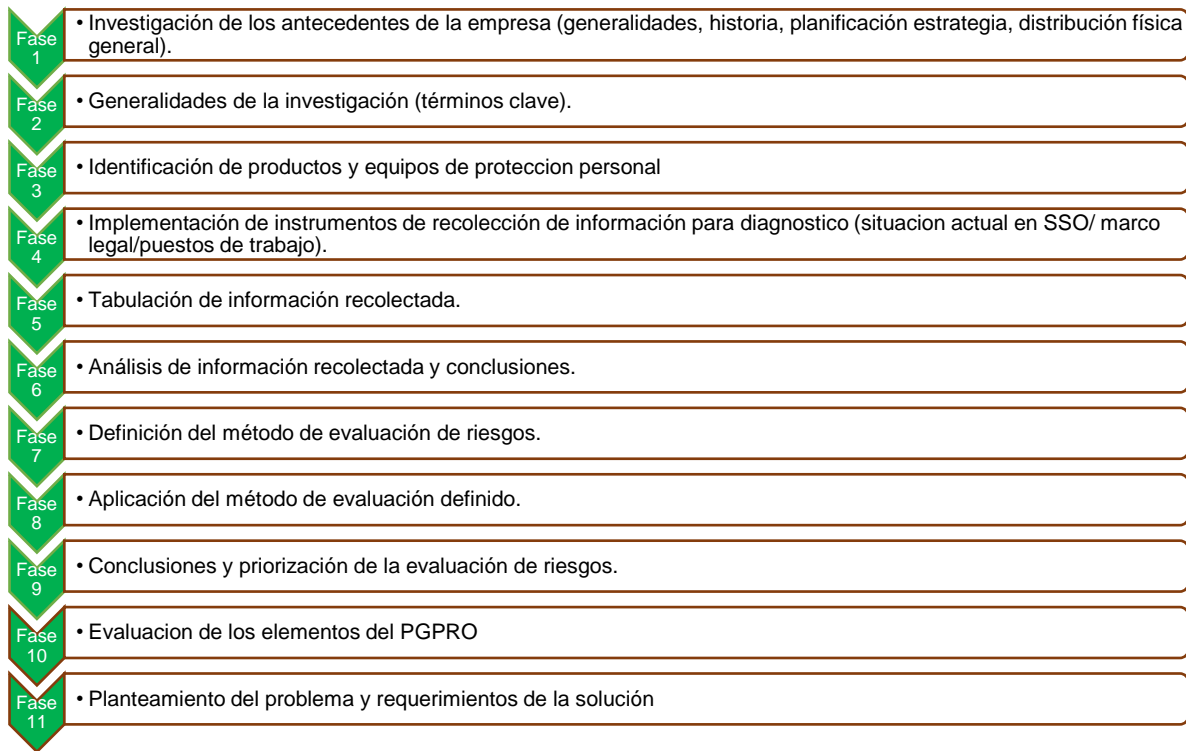 Fase
1
• Investigación de los antecedentes de la empresa (generalidades, historia, planificación estrategia, distribución física
general).
Fase
2
• Generalidades de la investigación (términos clave).
Fase
3
• Identificación de productos y equipos de proteccion personal
Fase
4
• Implementación de instrumentos de recolección de información para diagnostico (situacion actual en SSO/ marco
legal/puestos de trabajo).
Fase
5
• Tabulación de información recolectada.
Fase
6
• Análisis de información recolectada y conclusiones.
Fase
7
• Definición del método de evaluación de riesgos.
Fase
8
• Aplicación del método de evaluación definido.
Fase
9
• Conclusiones y priorización de la evaluación de riesgos.
Fase
10
• Evaluacion de los elementos del PGPRO
Fase
11
• Planteamiento del problema y requerimientos de la solución